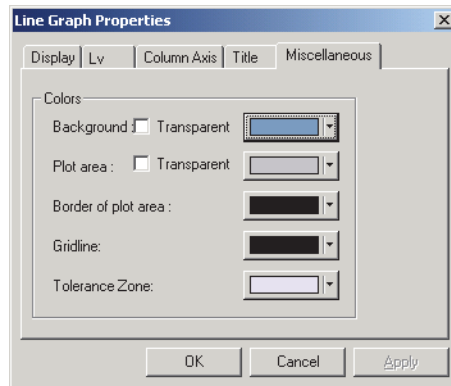 Line Graph Properties
Display Lv Column Axis Title Miscellaneous
Colors
Background : Transparent
Plot area : Transparent
Border of plot area :
Gridline:
Tolerance Zone:
OK Cancel Apply